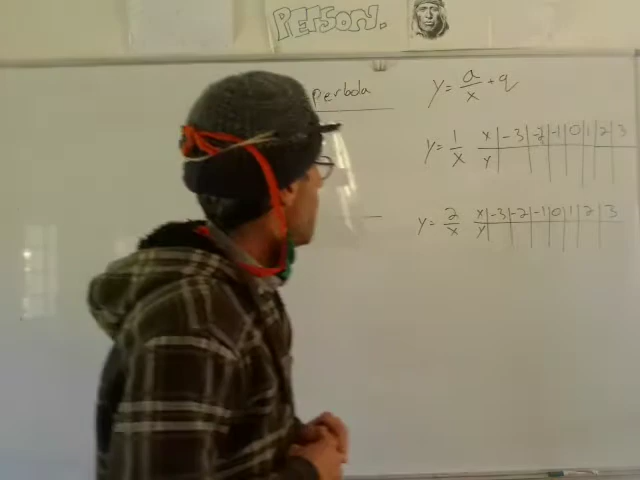 PERSON.
perbola
y = a/x + q
y = 1/x
x | -3 | -2 | -1 | 0 | 1 | 2 | 3
y
y = 2/x
x | -3 | -2 | -1 | 0 | 1 | 2 | 3
y